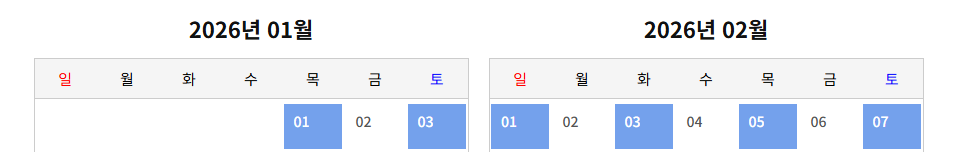 2026년 01월
일 월 화 수 목 금 토
01 02 03
2026년 02월
일 월 화 수 목 금 토
01 02 03 04 05 06 07